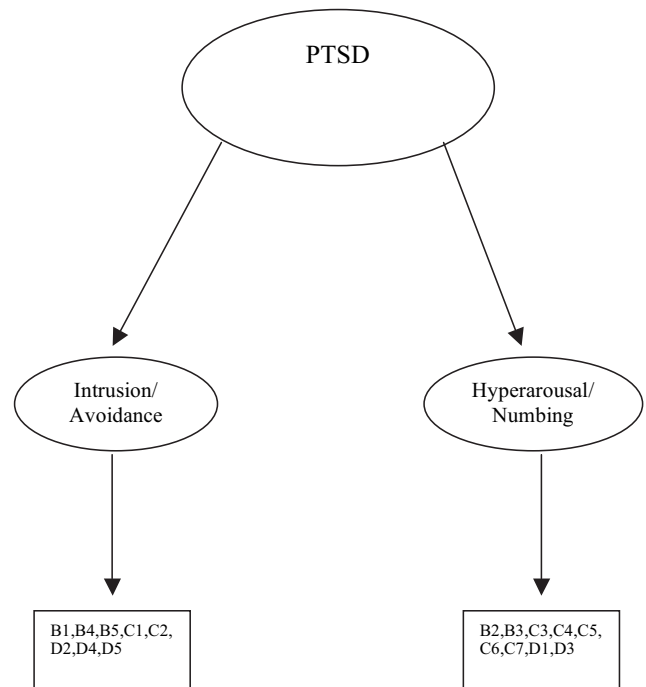 PTSD
Intrusion/
Avoidance
Hyperarousal/
Numbing
B1,B4,B5,C1,C2,
D2,D4,D5
B2,B3,C3,C4,C5,
C6,C7,D1,D3